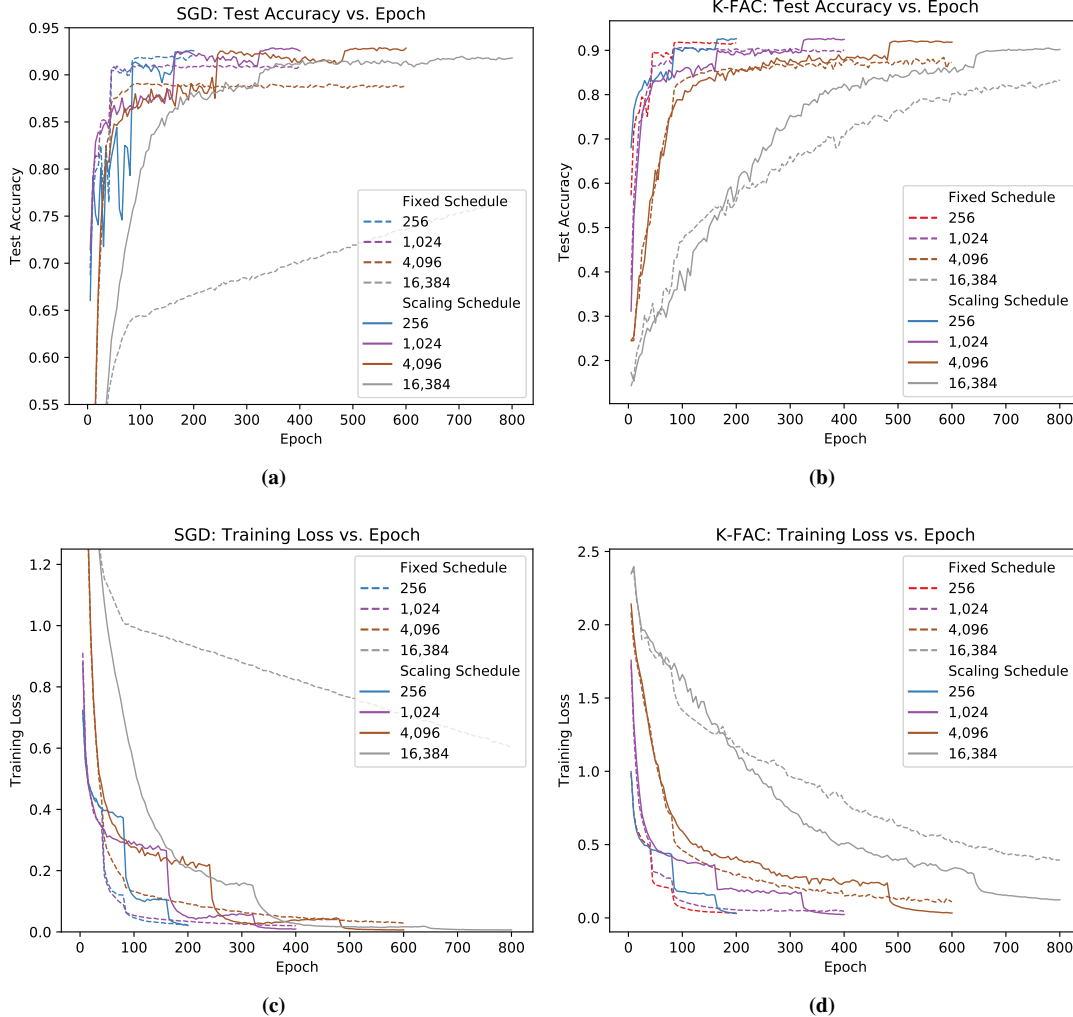 SGD: Test Accuracy vs. Epoch
0.95
0.90
0.85
0.80
0.75
0.70
0.65
0.60
0.55
Test Accuracy
0 100 200 300 400 500 600 700 800
Epoch
Fixed Schedule
256
1,024
4,096
16,384
Scaling Schedule
256
1,024
4,096
16,384
(a)
K-FAC: Test Accuracy vs. Epoch
0.9
0.8
0.7
0.6
0.5
0.4
0.3
0.2
Test Accuracy
0 100 200 300 400 500 600 700 800
Epoch
Fixed Schedule
256
1,024
4,096
16,384
Scaling Schedule
256
1,024
4,096
16,384
(b)
SGD: Training Loss vs. Epoch
1.2
1.0
0.8
0.6
0.4
0.2
0.0
Training Loss
0 100 200 300 400 500 600 700 800
Epoch
Fixed Schedule
256
1,024
4,096
16,384
Scaling Schedule
256
1,024
4,096
16,384
(c)
K-FAC: Training Loss vs. Epoch
2.5
2.0
1.5
1.0
0.5
0.0
Training Loss
0 100 200 300 400 500 600 700 800
Epoch
Fixed Schedule
256
1,024
4,096
16,384
Scaling Schedule
256
1,024
4,096
16,384
(d)